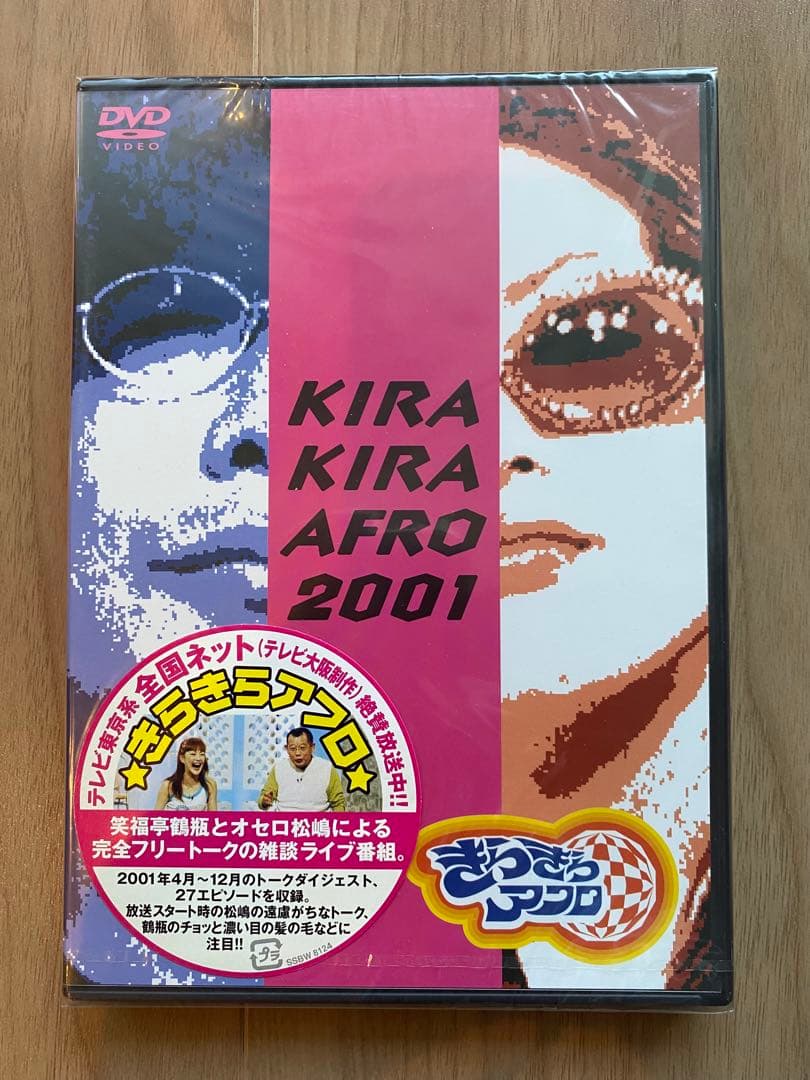 DVD
VIDEO
KIRA
KIRA
AFRO
2001
テレビ東京系 全国ネット(テレビ大阪制作)絶賛放送中!!
★きらきらアフロ★
笑福亭鶴瓶とオセロ松嶋による
完全フリートークの雑談ライブ番組。
2001年4月〜12月のトークダイジェスト、
27エピソードを収録。
放送スタート時の松嶋の遠慮がちなトーク、
鶴瓶のチョッと濃い目の髪の毛などに
注目!!
プラ
SSBW 8124
きらきら
アフロ